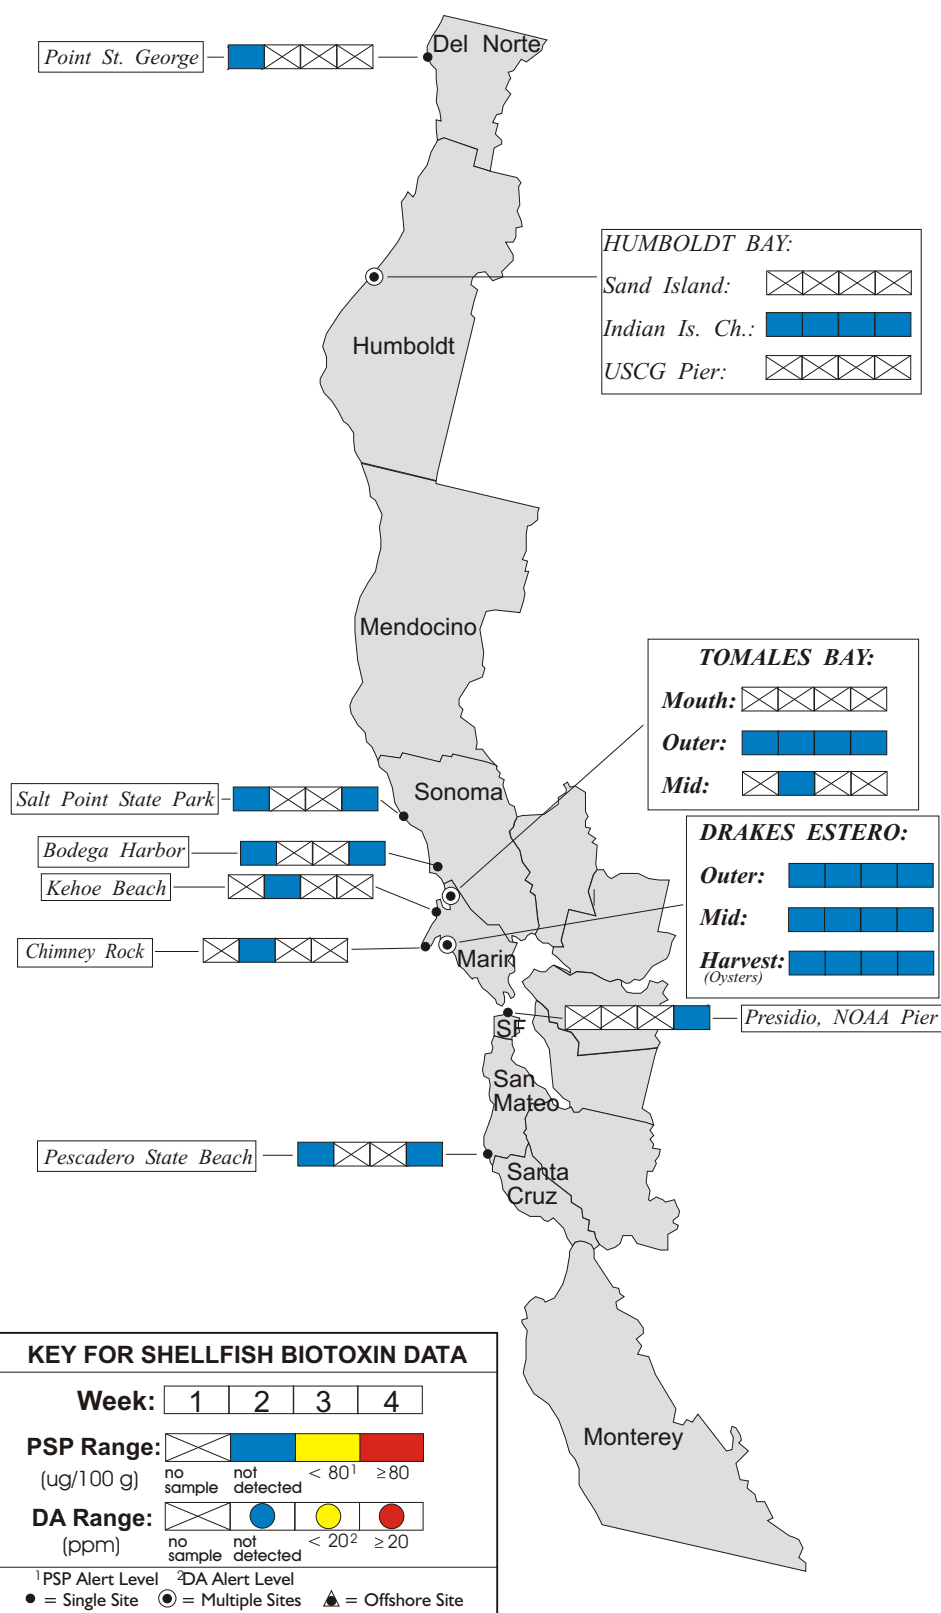 Del Norte
Point St. George
HUMBOLDT BAY:
Sand Island:
Indian Is. Ch.:
USCG Pier:
Humboldt
Mendocino
TOMALES BAY:
Mouth:
Outer:
Mid:
Sonoma
Salt Point State Park
Bodega Harbor
Kehoe Beach
Chimney Rock
DRAKES ESTERO:
Outer:
Mid:
Harvest:
(Oysters)
Marin
Presidio, NOAA Pier
SF
San
Mateo
Pescadero State Beach
Santa
Cruz
Monterey
KEY FOR SHELLFISH BIOTOXIN DATA
Week: 1 2 3 4
PSP Range:
(ug/100 g)
no sample
not detected
< 80¹
≥80
DA Range:
(ppm)
no sample
not detected
< 20²
≥ 20
¹PSP Alert Level ²DA Alert Level
= Single Site = Multiple Sites = Offshore Site